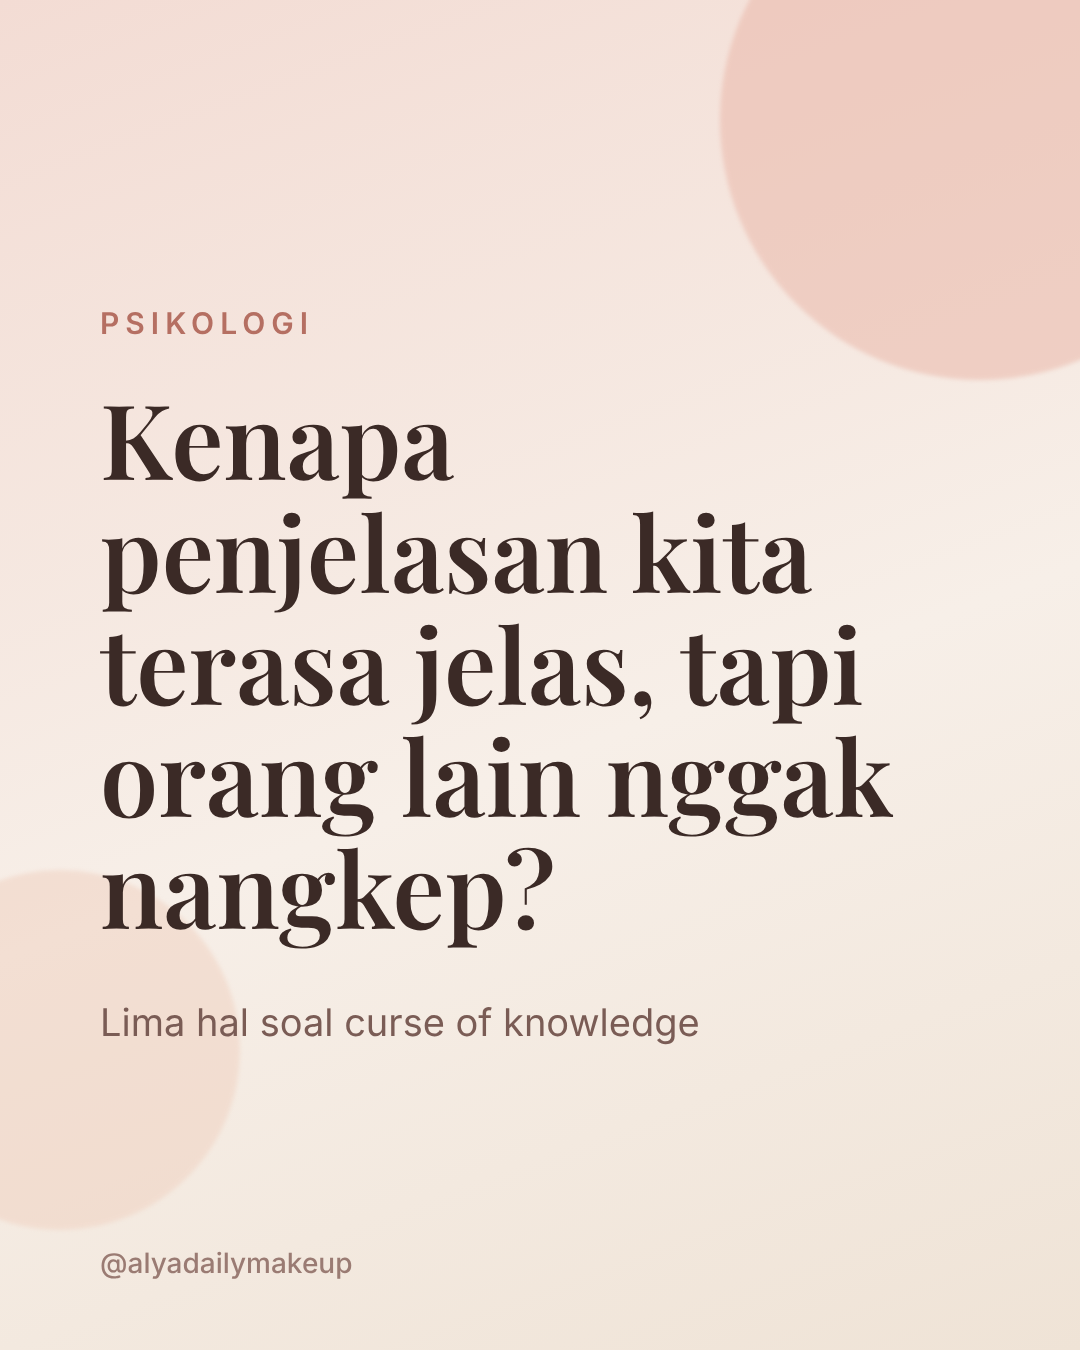 PSIKOLOGI
Kenapa
penjelasan kita
terasa jelas, tapi
orang lain nggak
nangkep?
Lima hal soal curse of knowledge
@alyadailymakeup